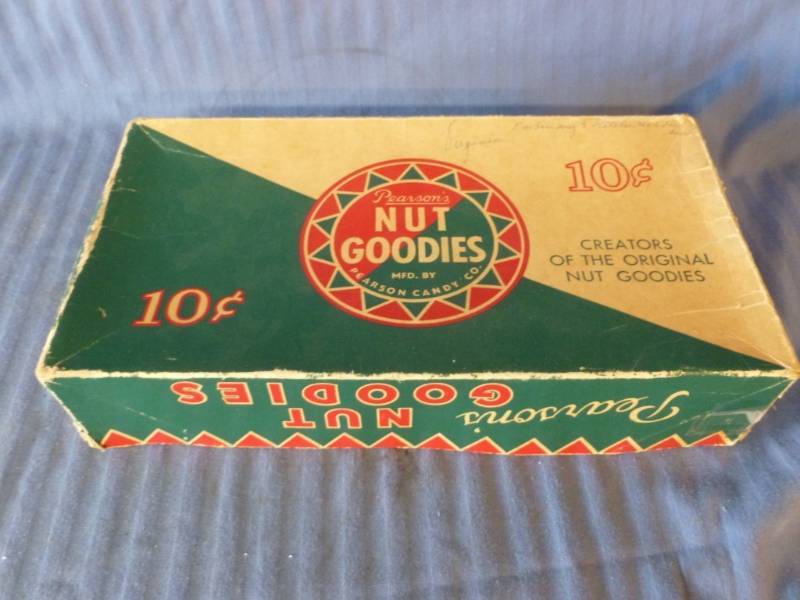 10¢
Pearson's
NUT
GOODIES
MFD. BY
PEARSON CANDY CO.
CREATORS
OF THE ORIGINAL
NUT GOODIES
10¢
Pearson's
NUT
GOODIES